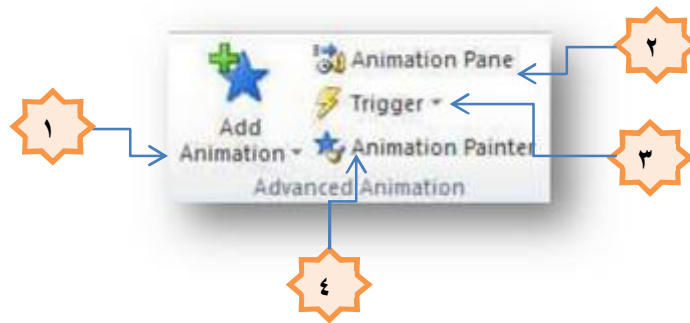 ٢
Animation Pane
Trigger
Add
Animation
Animation Painter
Advanced Animation
١
٣
٤